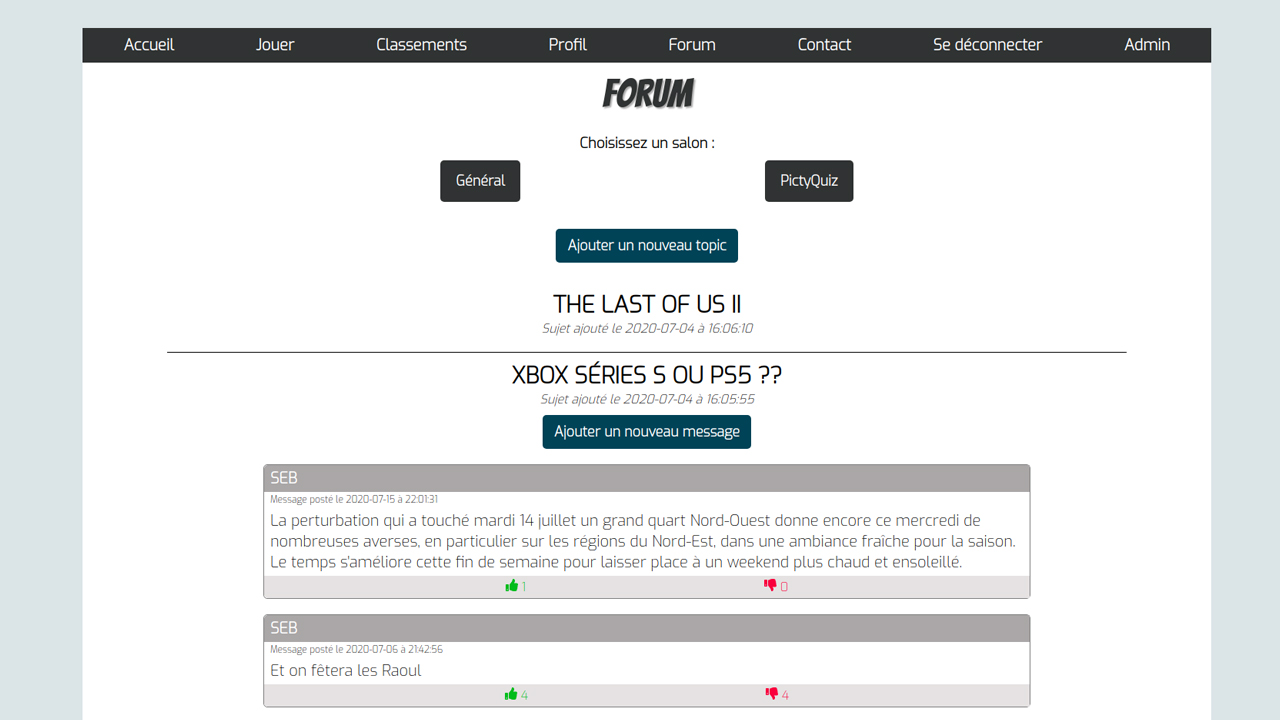 Accueil Jouer Classements Profil Forum Contact Se déconnecter Admin
FORUM
Choisissez un salon :
Général PictyQuiz
Ajouter un nouveau topic
THE LAST OF US II
Sujet ajouté le 2020-07-04 à 16:06:10
XBOX SÉRIES S OU PS5 ??
Sujet ajouté le 2020-07-04 à 16:05:55
Ajouter un nouveau message
SEB
Message posté le 2020-07-15 à 22:01:31
La perturbation qui a touché mardi 14 juillet un grand quart Nord-Ouest donne encore ce mercredi de
nombreuses averses, en particulier sur les régions du Nord-Est, dans une ambiance fraîche pour la saison.
Le temps s'améliore cette fin de semaine pour laisser place à un weekend plus chaud et ensoleillé.
1 0
SEB
Message posté le 2020-07-06 à 21:42:56
Et on fêtera les Raoul
4 4